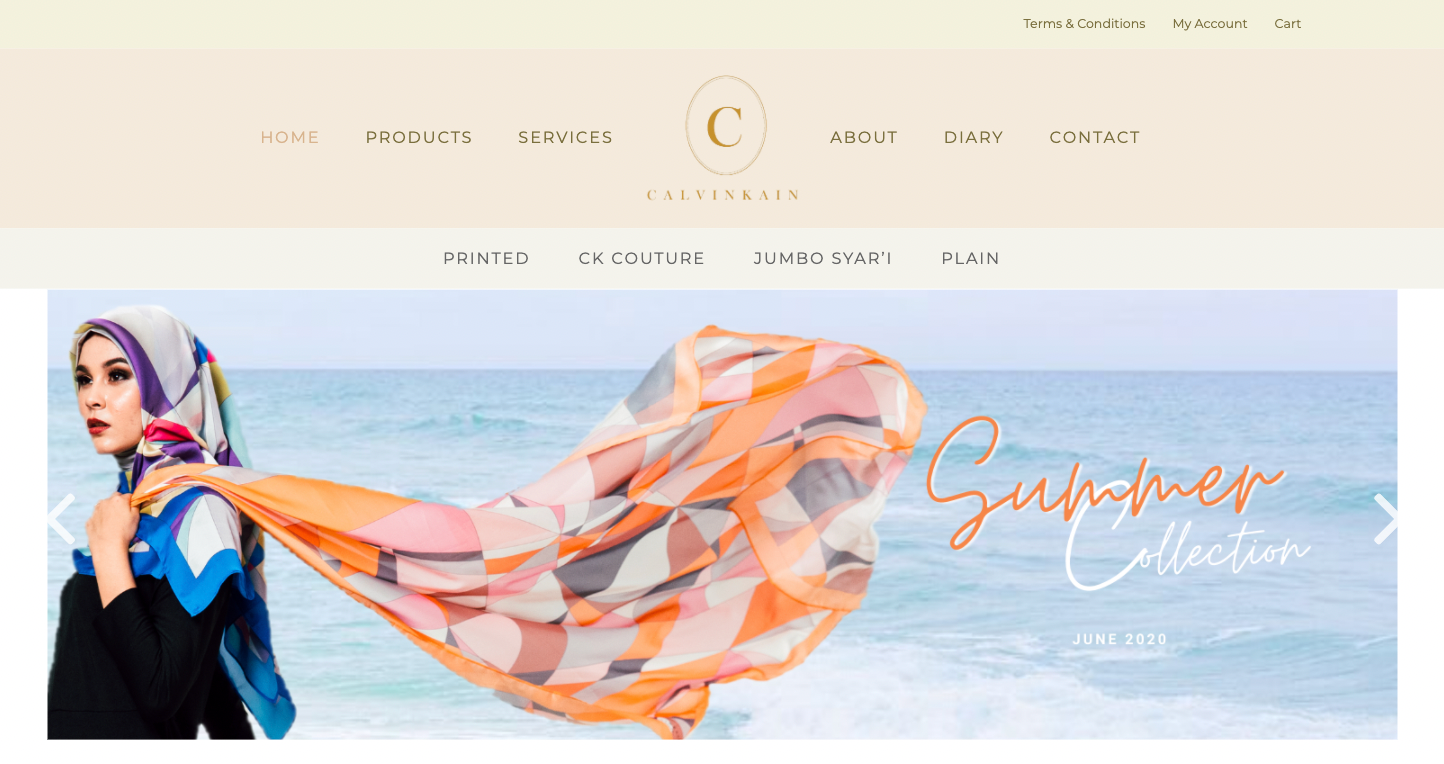 Terms & Conditions My Account Cart
HOME PRODUCTS SERVICES C ABOUT DIARY CONTACT
CALVINKAIN
PRINTED CK COUTURE JUMBO SYAR’I PLAIN
Summer
Collection
JUNE 2020